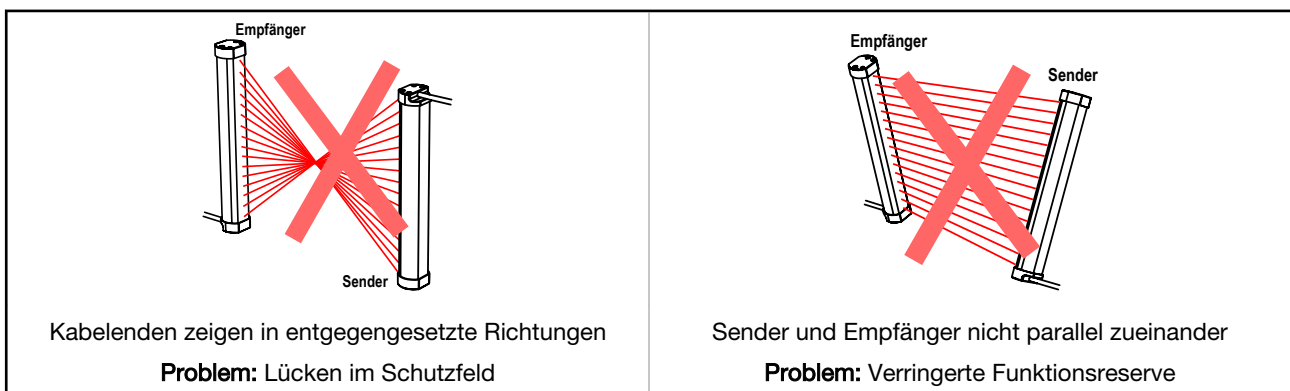 Empfänger
Sender
Kabelenden zeigen in entgegengesetzte Richtungen
Problem: Lücken im Schutzfeld
Empfänger
Sender
Sender und Empfänger nicht parallel zueinander
Problem: Verringerte Funktionsreserve